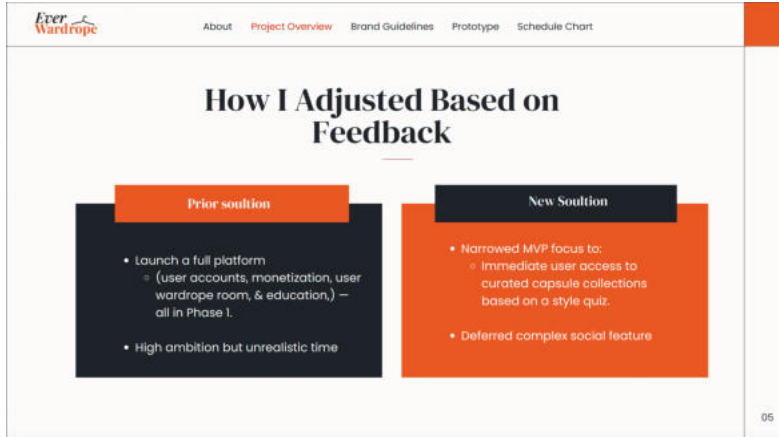 Ever
Wardrope
About Project Overview Brand Guidelines Prototype Schedule Chart
How I Adjusted Based on
Feedback
Prior soultion
• Launch a full platform
○ (user accounts, monetization, user
wardrope room, & education,) —
all in Phase 1.
• High ambition but unrealistic time
New Soultion
• Narrowed MVP focus to:
○ Immediate user access to
curated capsule collections
based on a style quiz.
• Deferred complex social feature
05